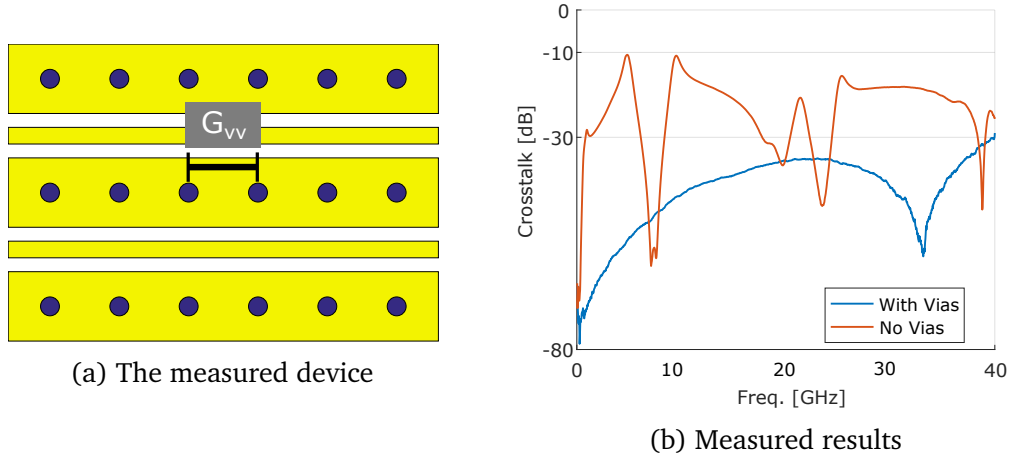 G_vv
(a) The measured device
0
-10
-30
-80
Crosstalk [dB]
With Vias
No Vias
0 10 20 30 40
Freq. [GHz]
(b) Measured results